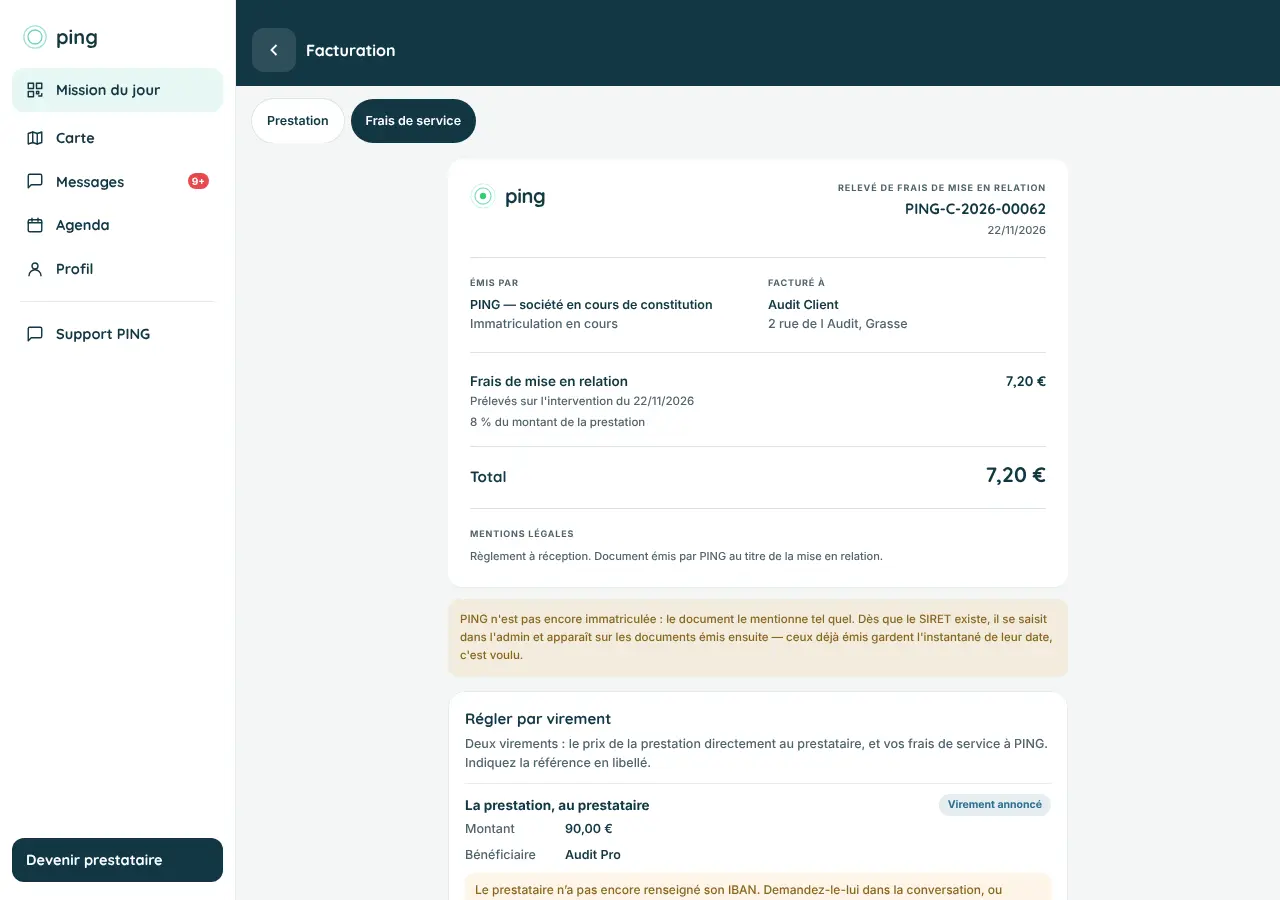 ping
Mission du jour
Carte
Messages
9+
Agenda
Profil
Support PING
Devenir prestataire
Facturation
Prestation
Frais de service
ping
RELEVÉ DE FRAIS DE MISE EN RELATION
PING-C-2026-00062
22/11/2026
ÉMIS PAR
PING — société en cours de constitution
Immatriculation en cours
FACTURÉ À
Audit Client
2 rue de l Audit, Grasse
Frais de mise en relation
7,20 €
Prélevés sur l'intervention du 22/11/2026
8 % du montant de la prestation
Total
7,20 €
MENTIONS LÉGALES
Règlement à réception. Document émis par PING au titre de la mise en relation.
PING n'est pas encore immatriculée : le document le mentionne tel quel. Dès que le SIRET existe, il se saisit
dans l'admin et apparaît sur les documents émis ensuite — ceux déjà émis gardent l'instantané de leur date,
c'est voulu.
Régler par virement
Deux virements : le prix de la prestation directement au prestataire, et vos frais de service à PING.
Indiquez la référence en libellé.
La prestation, au prestataire
Virement annoncé
Montant
90,00 €
Bénéficiaire
Audit Pro
Le prestataire n’a pas encore renseigné son IBAN. Demandez-le-lui dans la conversation, ou